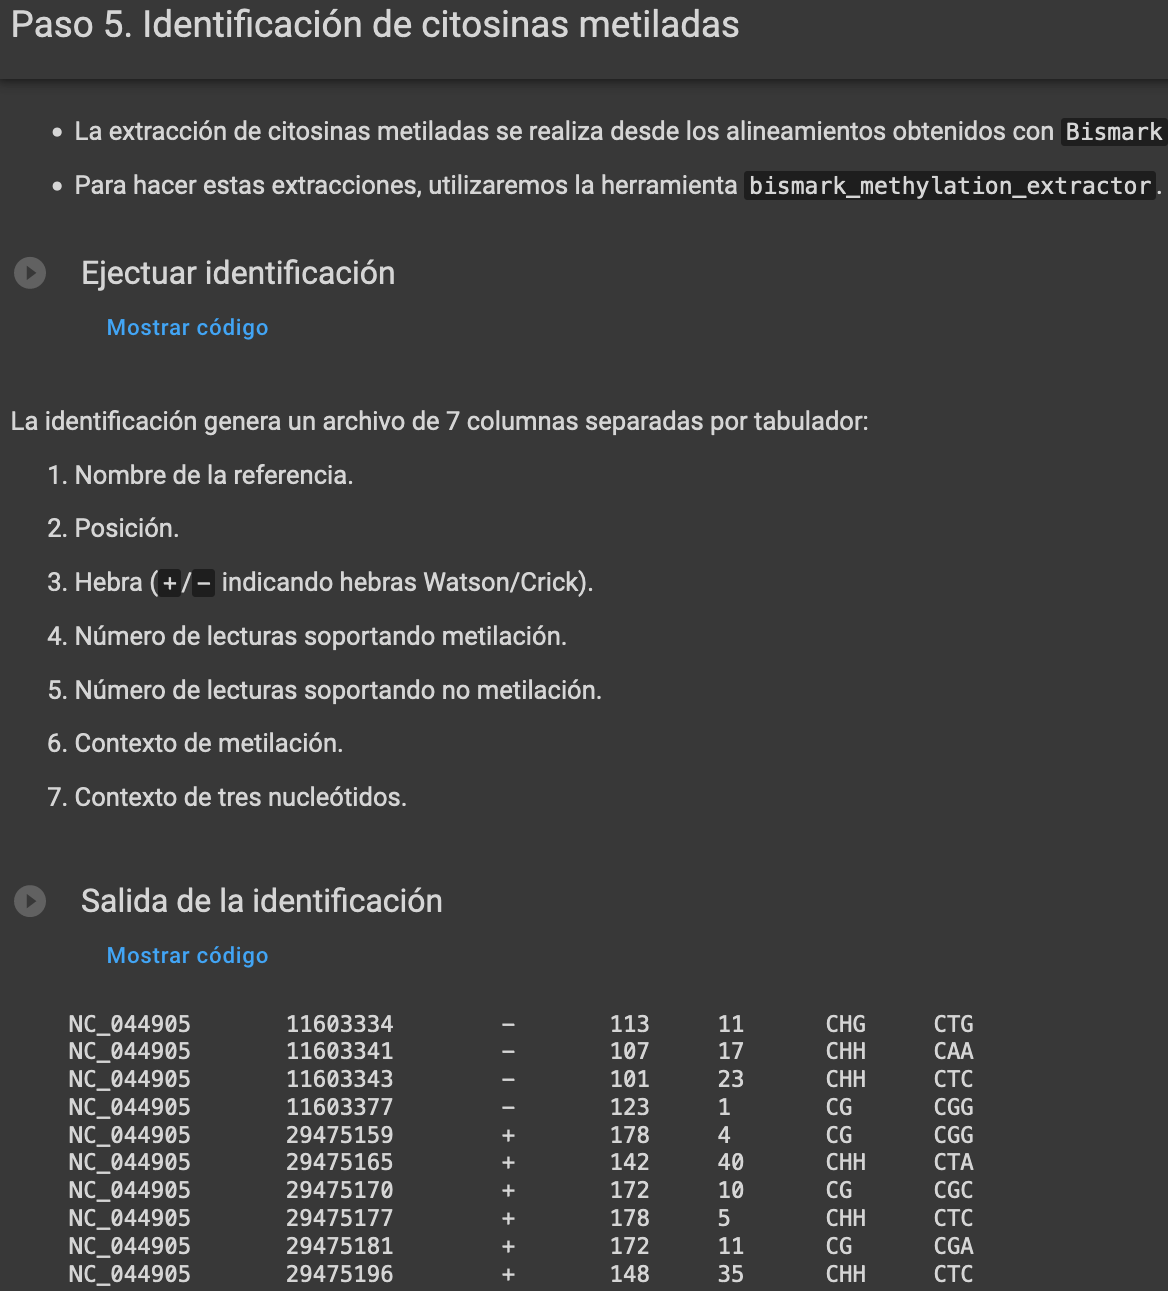 Paso 5. Identificación de citosinas metiladas
• La extracción de citosinas metiladas se realiza desde los alineamientos obtenidos con Bismark
• Para hacer estas extracciones, utilizaremos la herramienta bismark_methylation_extractor.
Ejectuar identificación
Mostrar código
La identificación genera un archivo de 7 columnas separadas por tabulador:
1. Nombre de la referencia.
2. Posición.
3. Hebra (+/− indicando hebras Watson/Crick).
4. Número de lecturas soportando metilación.
5. Número de lecturas soportando no metilación.
6. Contexto de metilación.
7. Contexto de tres nucleótidos.
Salida de la identificación
Mostrar código
NC_044905 11603334 − 113 11 CHG CTG
NC_044905 11603341 − 107 17 CHH CAA
NC_044905 11603343 − 101 23 CHH CTC
NC_044905 11603377 − 123 1 CG CGG
NC_044905 29475159 + 178 4 CG CGG
NC_044905 29475165 + 142 40 CHH CTA
NC_044905 29475170 + 172 10 CG CGC
NC_044905 29475177 + 178 5 CHH CTC
NC_044905 29475181 + 172 11 CG CGA
NC_044905 29475196 + 148 35 CHH CTC